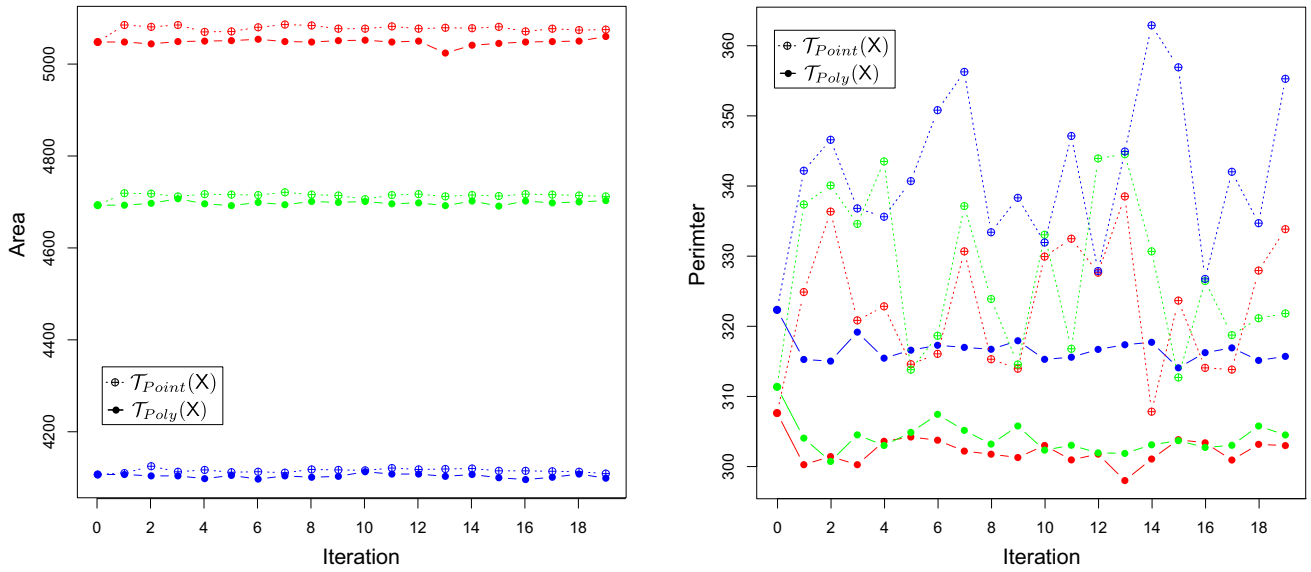 Area
5000
4800
4600
4400
4200
𝒯Point(X)
𝒯Poly(X)
0 2 4 6 8 10 12 14 16 18
Iteration
Perimter
360
350
340
330
320
310
300
𝒯Point(X)
𝒯Poly(X)
0 2 4 6 8 10 12 14 16 18
Iteration